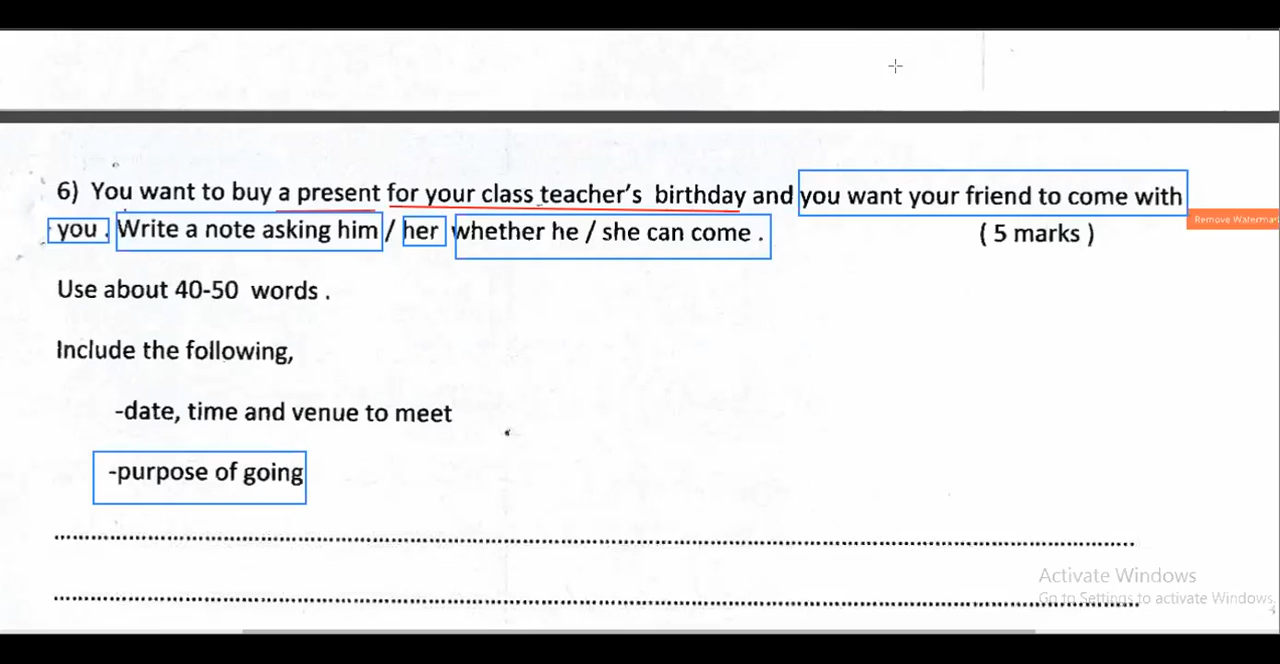 6) You want to buy a present for your class teacher's birthday and you want your friend to come with
Remove Watermar
you . Write a note asking him / her whether he / she can come . ( 5 marks )
Use about 40-50 words .
Include the following,
-date, time and venue to meet
-purpose of going
Activate Windows
Go to Settings to activate Windows.